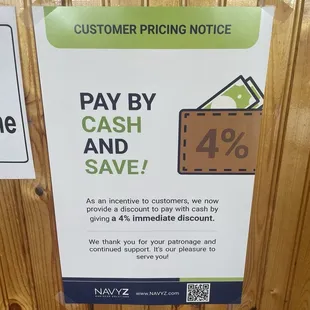 CUSTOMER PRICING NOTICE
PAY BY
CASH
AND
SAVE!
4%
As an incentive to customers, we now
provide a discount to pay with cash by
giving a 4% immediate discount.
We thank you for your patronage and
continued support. It's our pleasure to
serve you!
NAVYZ
www.NAVYZ.com